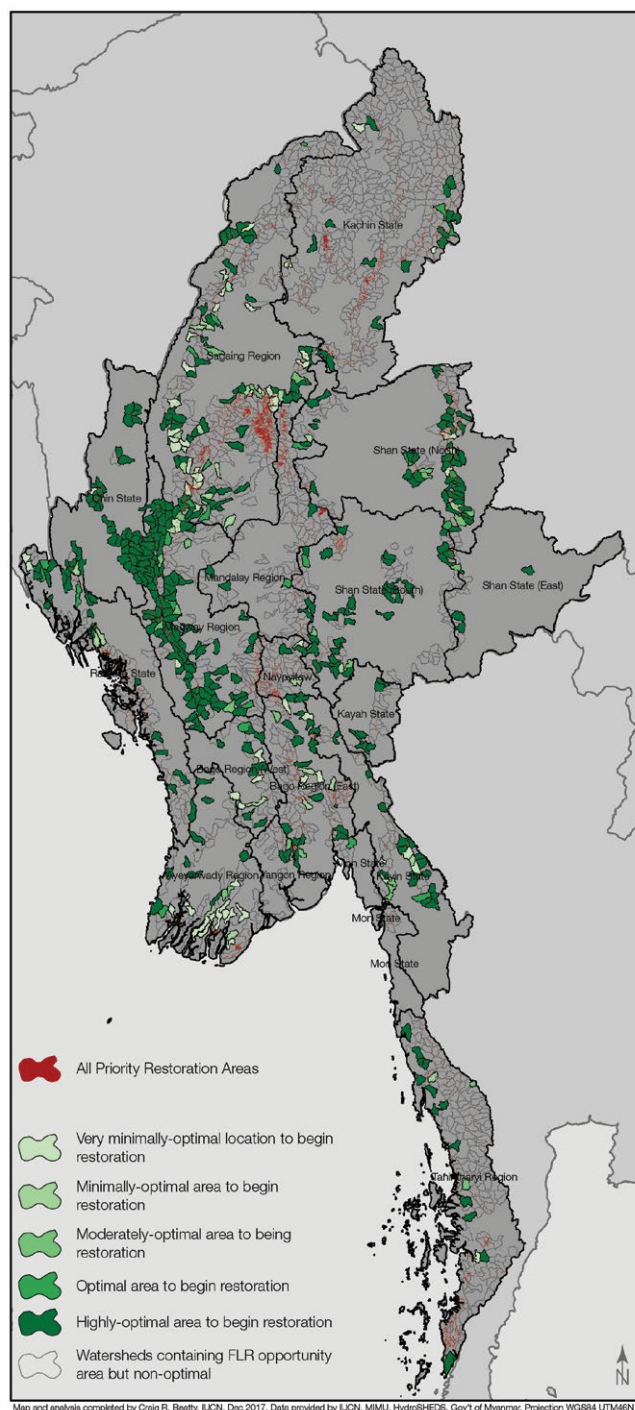 Kachin State
Sagaing Region
Shan State (North)
Chin State
Mandalay Region
Shan State (South)
Shan State (East)
Magway Region
Rakhine State
Naypyitaw
Kayah State
Bago Region (West)
Bago Region (East)
Ayeyarwady Region
Yangon Region
Mon State
Kayin State
Mon State
Mon State
Tanintharyi Region
All Priority Restoration Areas
Very minimally-optimal location to begin
restoration
Minimally-optimal area to begin
restoration
Moderately-optimal area to being
restoration
Optimal area to begin restoration
Highly-optimal area to begin restoration
Watersheds containing FLR opportunity
area but non-optimal
N
Map and analysis completed by Craig R. Beatty, IUCN, Dec 2017. Data provided by IUCN, MIMU, HydroSHEDS, Gov't of Myanmar. Projection WGS84 UTM46N